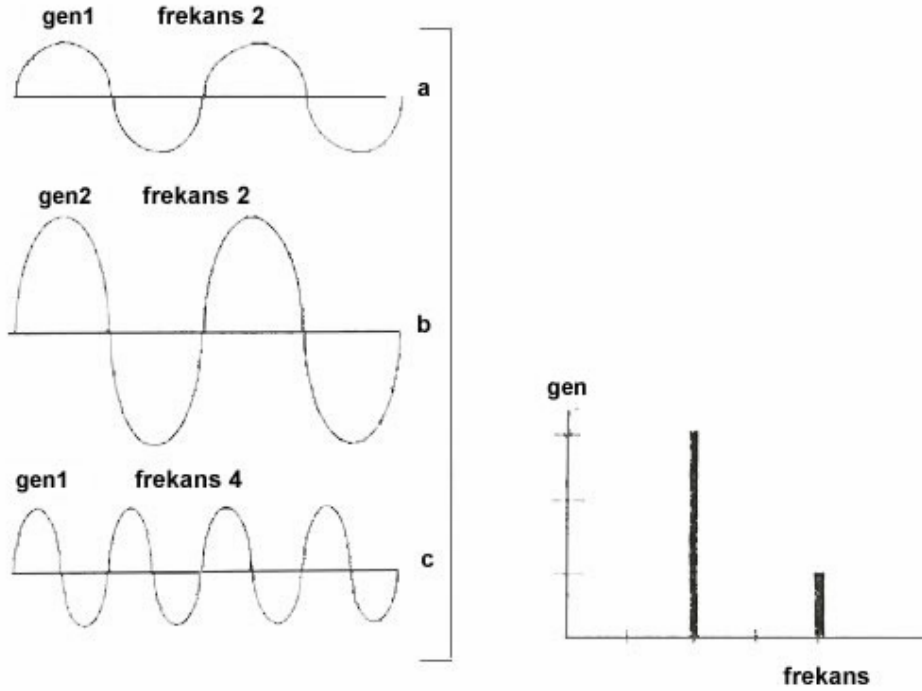 gen1 frekans 2
a
gen2 frekans 2
b
gen1 frekans 4
c
gen
frekans